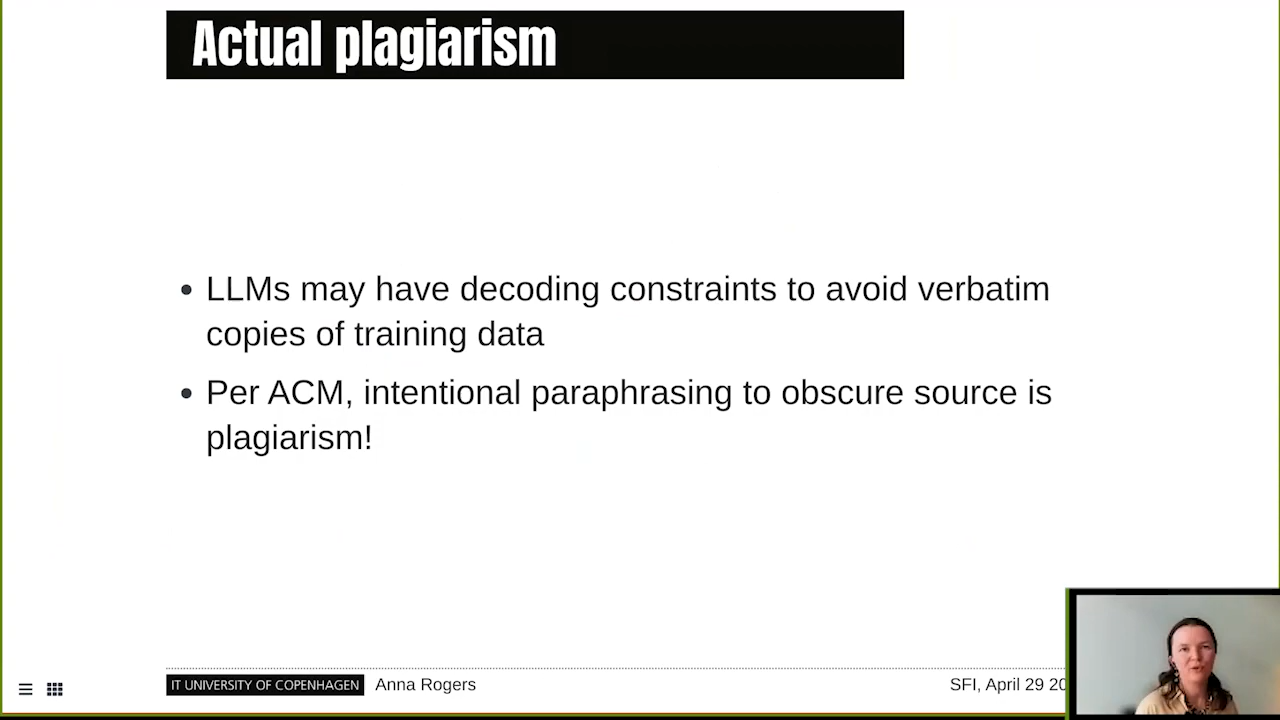 Actual plagiarism
• LLMs may have decoding constraints to avoid verbatim
copies of training data
• Per ACM, intentional paraphrasing to obscure source is
plagiarism!
IT UNIVERSITY OF COPENHAGEN Anna Rogers SFI, April 29 20